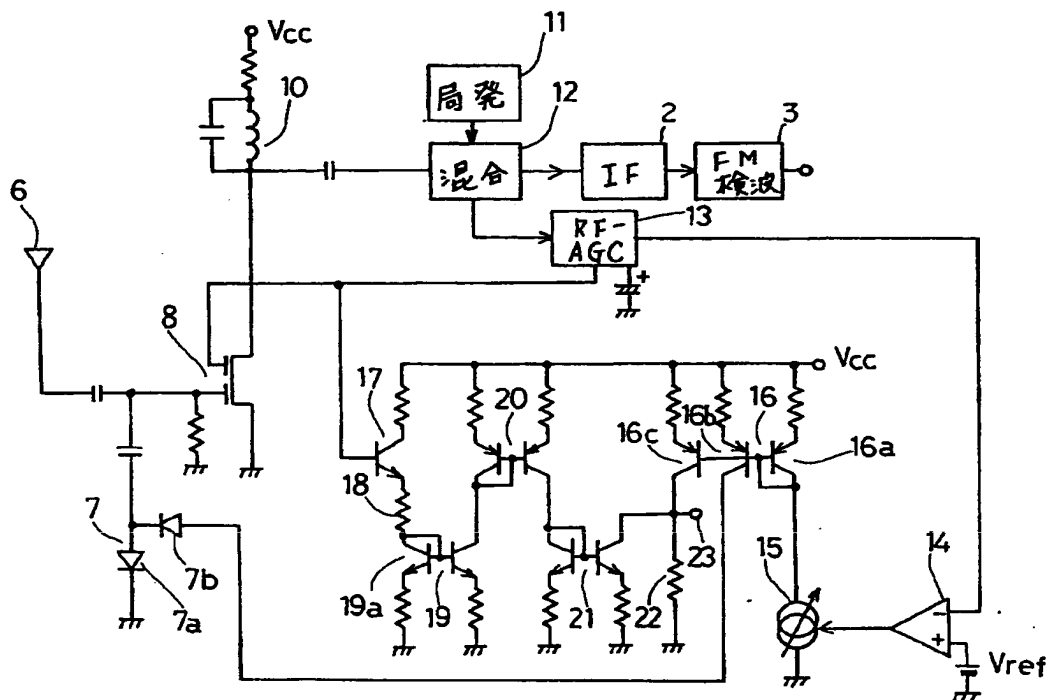 Vcc
10
11
局発
12
混合
2
IF
3
FM
検波
13
RF-
AGC
+
6
8
Vcc
17
20
16c
16b
16
16a
18
7
7b
7a
19a
19
21
22
23
15
14
-
+
Vref